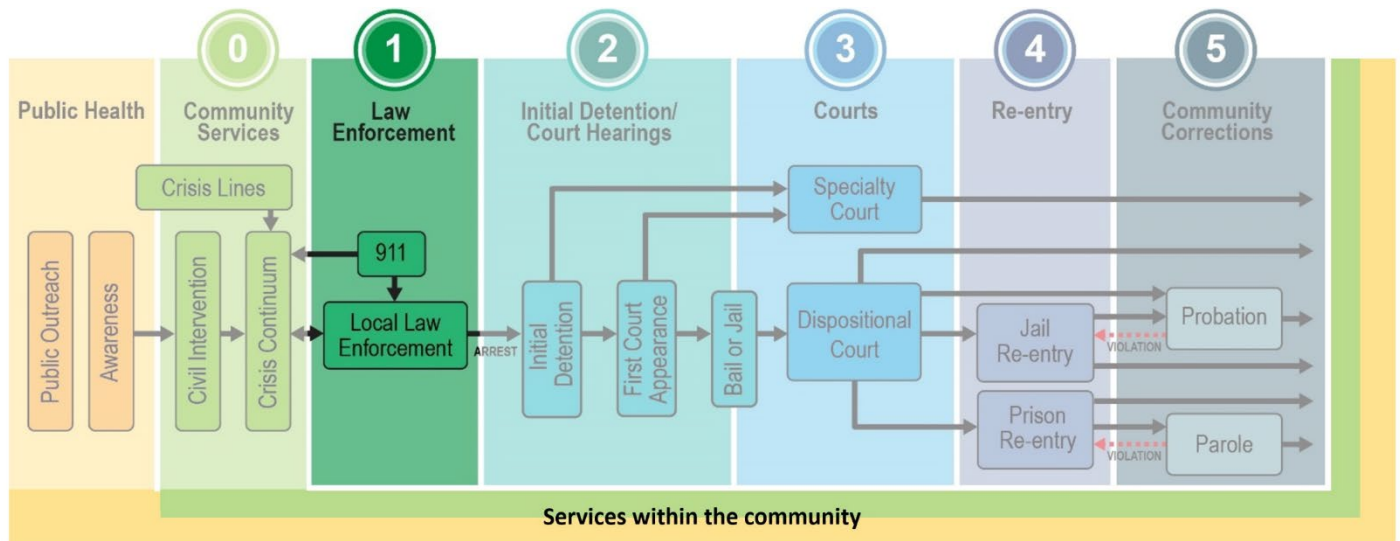 0
1
2
3
4
5
Public Health
Community
Services
Law
Enforcement
Initial Detention/
Court Hearings
Courts
Re-entry
Community
Corrections
Crisis Lines
Public Outreach
Awareness
Civil Intervention
Crisis Continuum
911
Local Law
Enforcement
ARREST
Initial
Detention
First Court
Appearance
Bail or Jail
Specialty
Court
Dispositional
Court
Jail
Re-entry
Prison
Re-entry
VIOLATION
Probation
VIOLATION
Parole
Services within the community